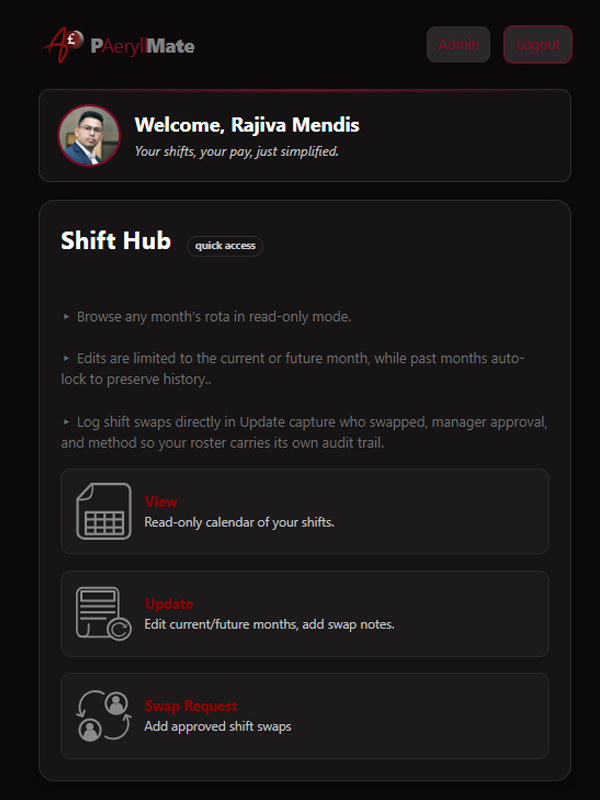 £
PAeryllMate
Admin
Logout
Welcome, Rajiva Mendis
Your shifts, your pay, just simplified.
Shift Hub
quick access
‣ Browse any month's rota in read-only mode.
‣ Edits are limited to the current or future month, while past months auto-
lock to preserve history..
‣ Log shift swaps directly in Update capture who swapped, manager approval,
and method so your roster carries its own audit trail.
View
Read-only calendar of your shifts.
Update
Edit current/future months, add swap notes.
Swap Request
Add approved shift swaps